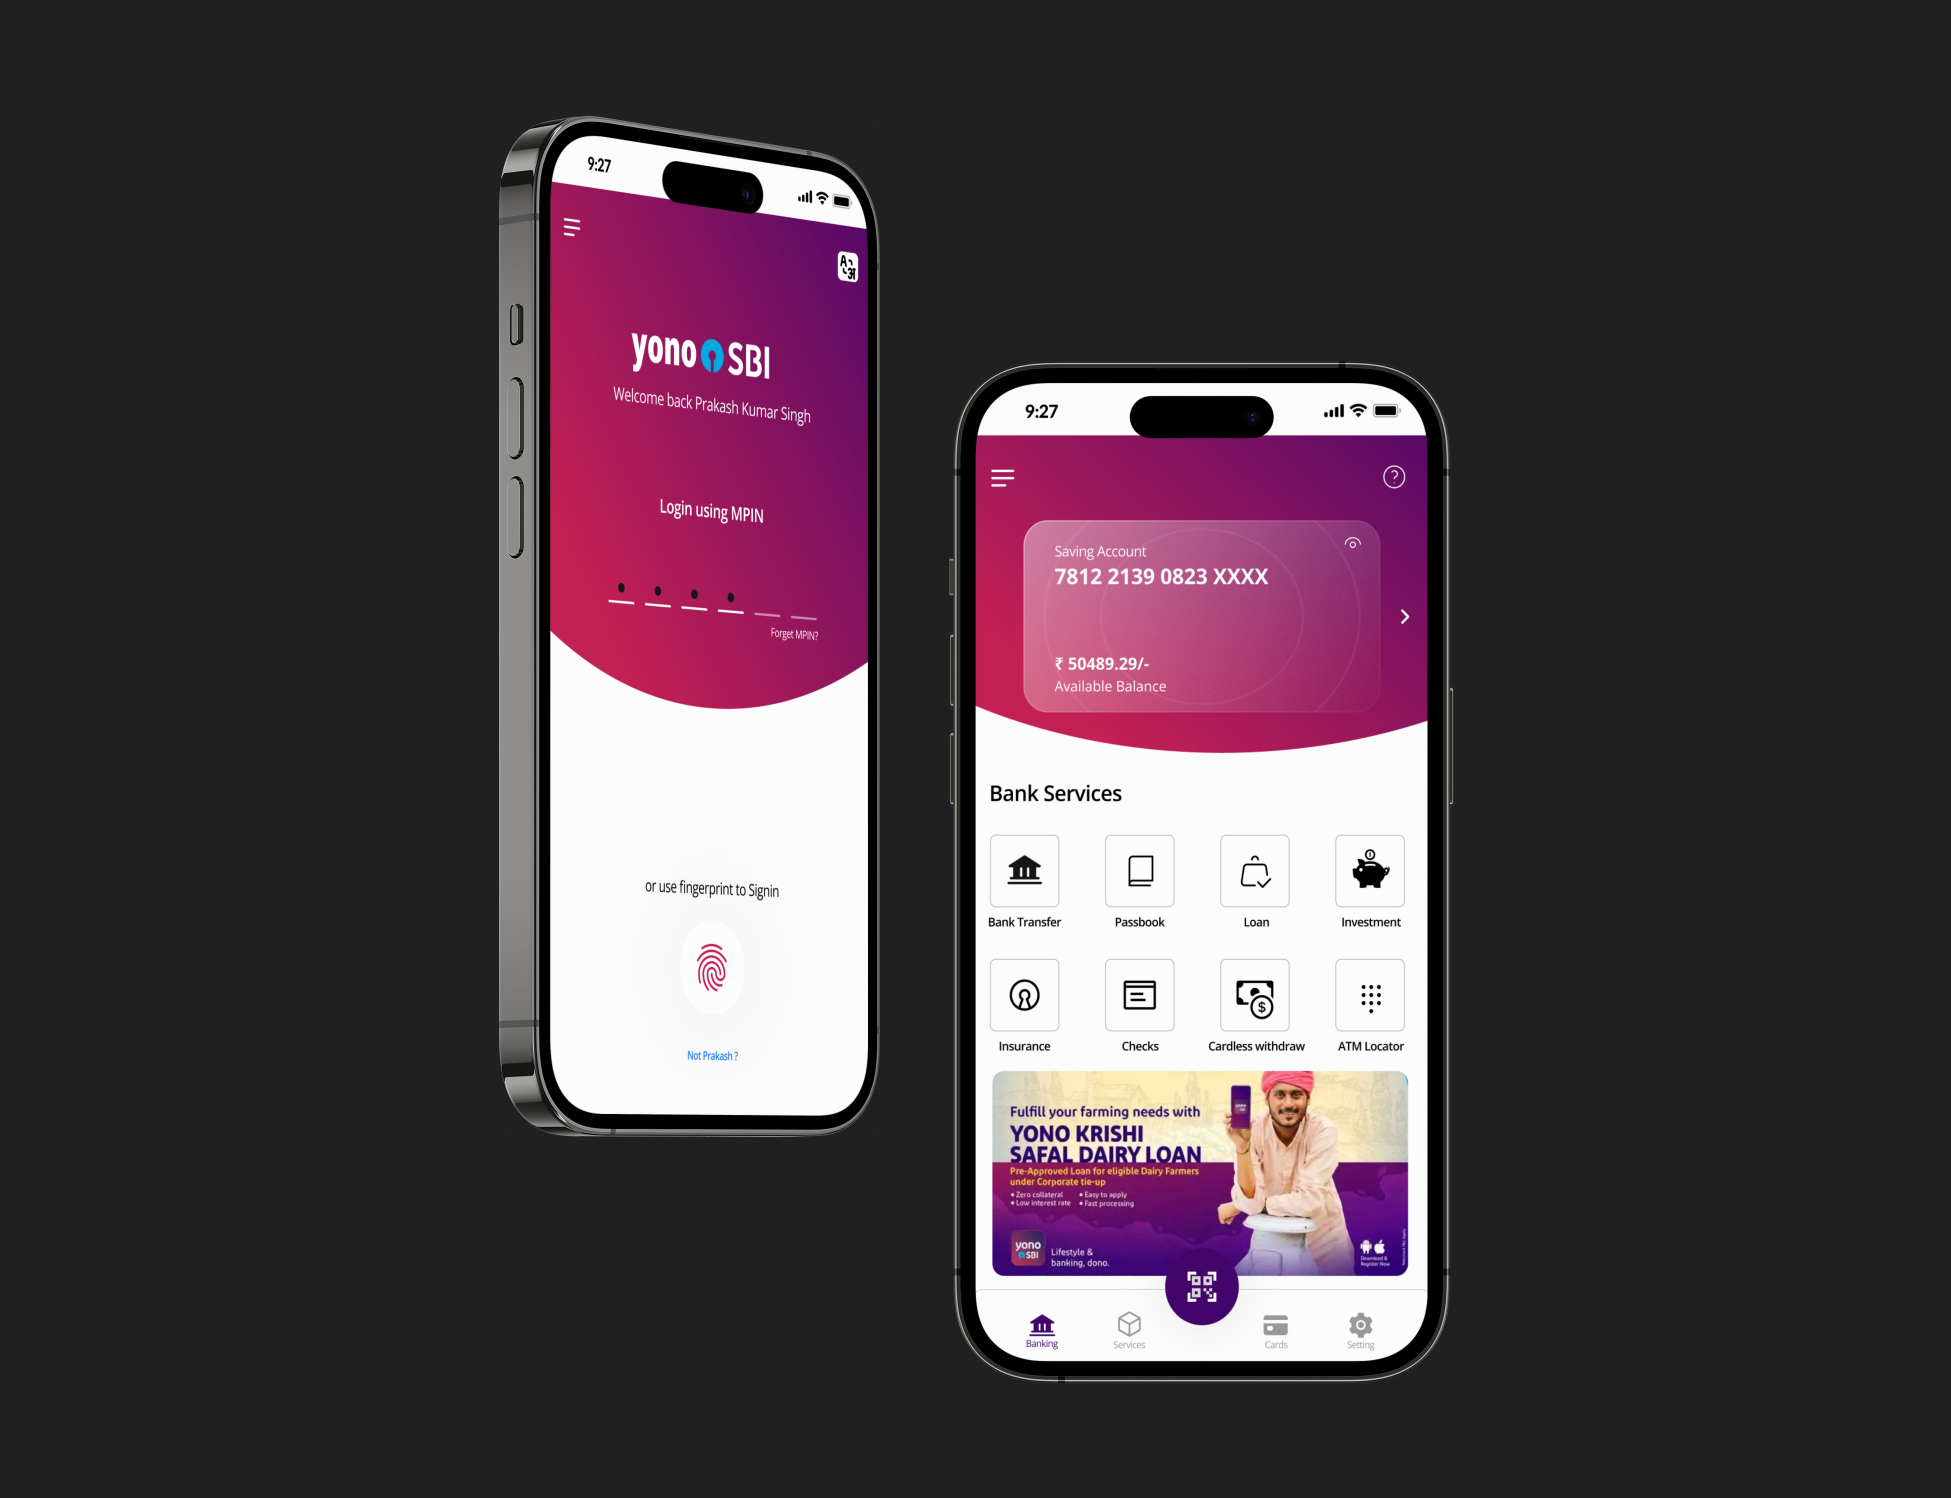 9:27
A
अ
yono SBI
Welcome back Prakash Kumar Singh
Login using MPIN
Forget MPIN?
or use fingerprint to Signin
Not Prakash ?
9:27
?
Saving Account
7812 2139 0823 XXXX
₹ 50489.29/-
Available Balance
Bank Services
Bank Transfer Passbook Loan Investment
$
Insurance Checks Cardless withdraw ATM Locator
Fulfill your farming needs with
YONO KRISHI
SAFAL DAIRY LOAN
Pre-Approved Loan for eligible Dairy Farmers
under Corporate tie-up
• Zero collateral • Easy to apply
• Low interest rate • Fast processing
yono
SBI
Lifestyle &
banking, dono.
Download &
Register Now
Banking Services Cards Setting